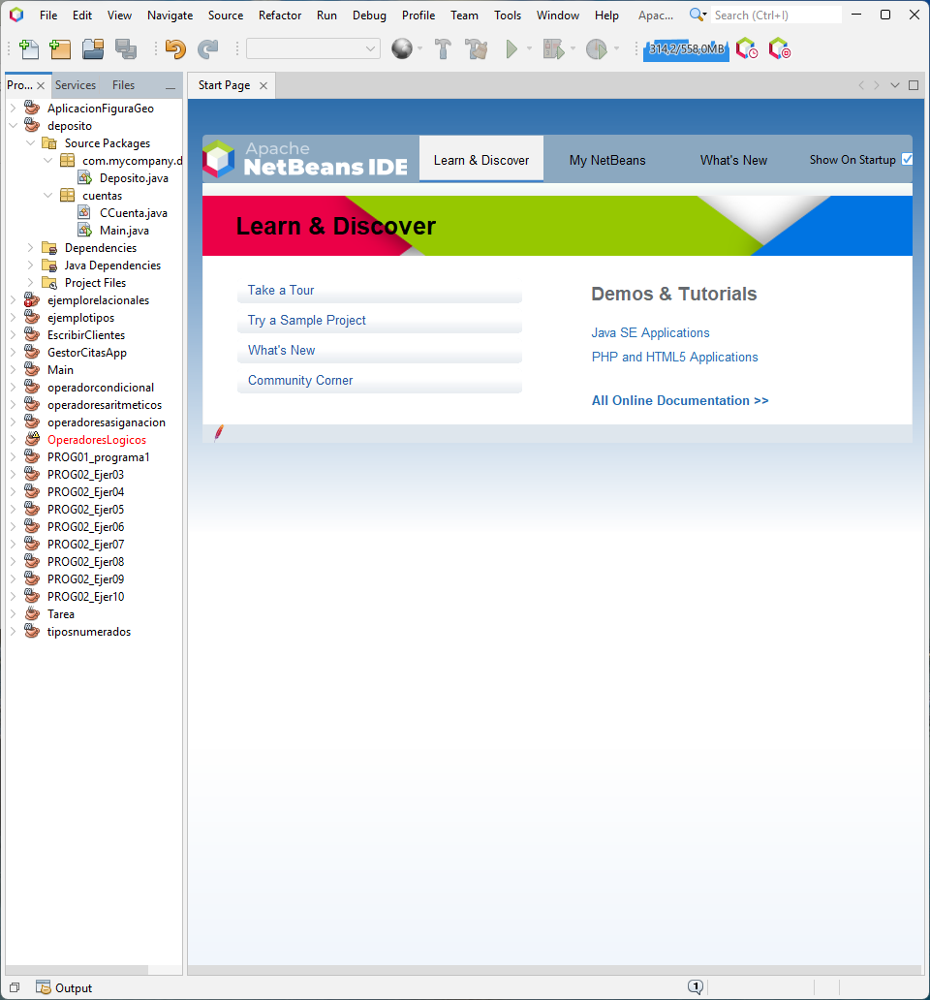 File Edit View Navigate Source Refactor Run Debug Profile Team Tools Window Help Apac... Search (Ctrl+I)
314,2/558,0MB
Pro... Services Files
Start Page
AplicacionFiguraGeo
deposito
Source Packages
com.mycompany.d
Deposito.java
cuentas
CCuenta.java
Main.java
Dependencies
Java Dependencies
Project Files
ejemplorelacionales
ejemplotipos
EscribirClientes
GestorCitasApp
Main
operadorcondicional
operadoresaritmeticos
operadoresasiganacion
OperadoresLogicos
PROG01_programa1
PROG02_Ejer03
PROG02_Ejer04
PROG02_Ejer05
PROG02_Ejer06
PROG02_Ejer07
PROG02_Ejer08
PROG02_Ejer09
PROG02_Ejer10
Tarea
tiposnumerados
Apache
NetBeans IDE
Learn & Discover My NetBeans What's New Show On Startup
Learn & Discover
Take a Tour
Try a Sample Project
What's New
Community Corner
Demos & Tutorials
Java SE Applications
PHP and HTML5 Applications
All Online Documentation >>
Output 1